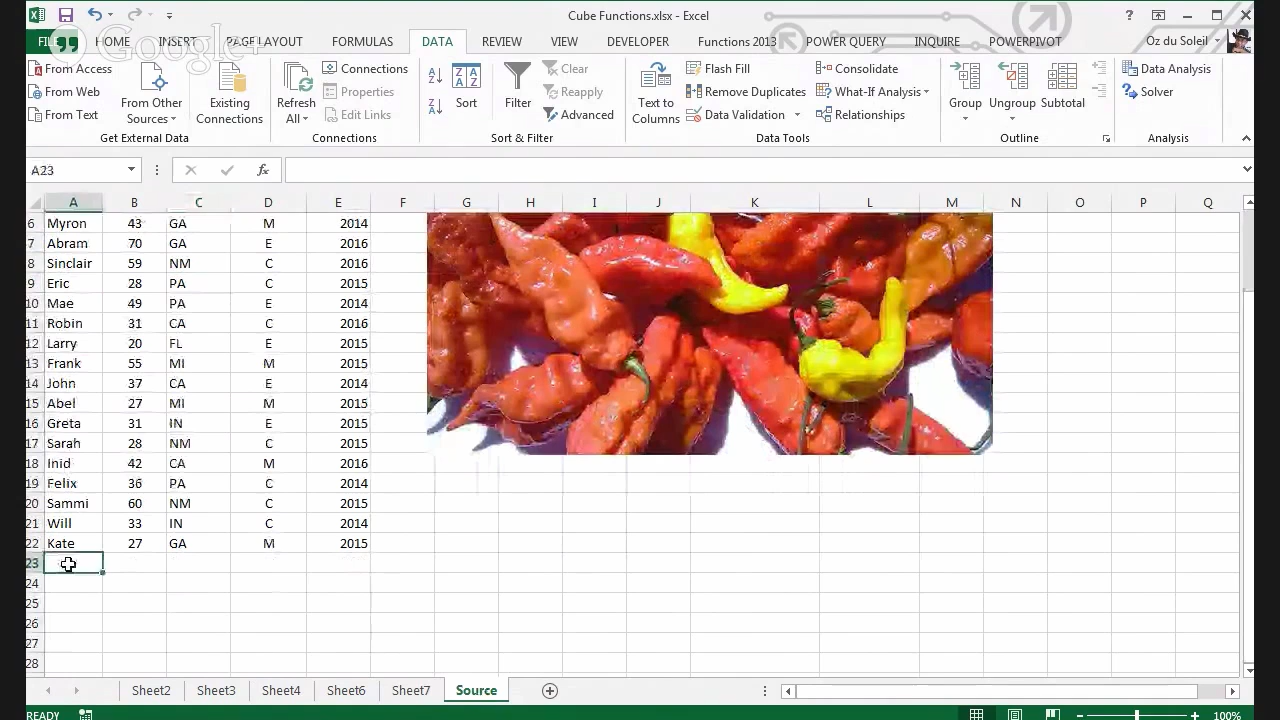 Cube Functions.xlsx - Excel
?
FILE HOME INSERT PAGE LAYOUT FORMULAS DATA REVIEW VIEW DEVELOPER Functions 2013 POWER QUERY INQUIRE POWERPIVOT Oz du Soleil
Google+
From Access
From Web
From Text
From Other Sources
Existing Connections
Get External Data
Refresh All
Connections
Properties
Edit Links
Connections
Sort
Filter
Clear
Reapply
Advanced
Sort & Filter
Text to Columns
Flash Fill
Remove Duplicates
Data Validation
Consolidate
What-If Analysis
Relationships
Data Tools
Group
Ungroup
Subtotal
Outline
Data Analysis
Solver
Analysis
A23 fx
A B C D E F G H I J K L M N O P Q
6 Myron 43 GA M 2014
7 Abram 70 GA E 2016
8 Sinclair 59 NM C 2016
9 Eric 28 PA C 2015
10 Mae 49 PA E 2014
11 Robin 31 CA C 2016
12 Larry 20 FL E 2015
13 Frank 55 MI M 2015
14 John 37 CA E 2014
15 Abel 27 MI M 2015
16 Greta 31 IN E 2015
17 Sarah 28 NM C 2015
18 Inid 42 CA M 2016
19 Felix 36 PA C 2014
20 Sammi 60 NM C 2015
21 Will 33 IN C 2014
22 Kate 27 GA M 2015
23
24
25
26
27
28
Sheet2 Sheet3 Sheet4 Sheet6 Sheet7 Source
READY 100%